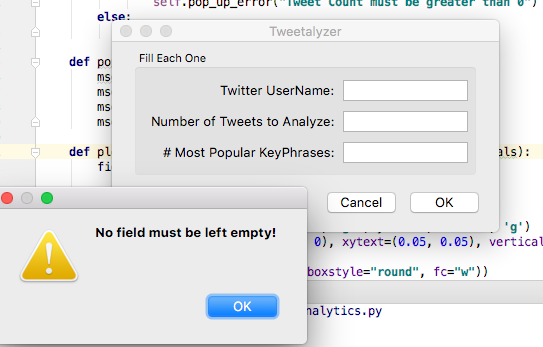 self.pop_up_error("Tweet Count must be greater than 0")
else:
Tweetalyzer
Fill Each One
def po
Twitter UserName:
ms
ms
ms
Number of Tweets to Analyze:
ms
def pl
# Most Popular KeyPhrases:
als):
fi
Cancel
OK
'g')
No field must be left empty!
0), xytext=(0.05, 0.05), vertical
boxstyle="round", fc="w"))
OK
nalytics.py